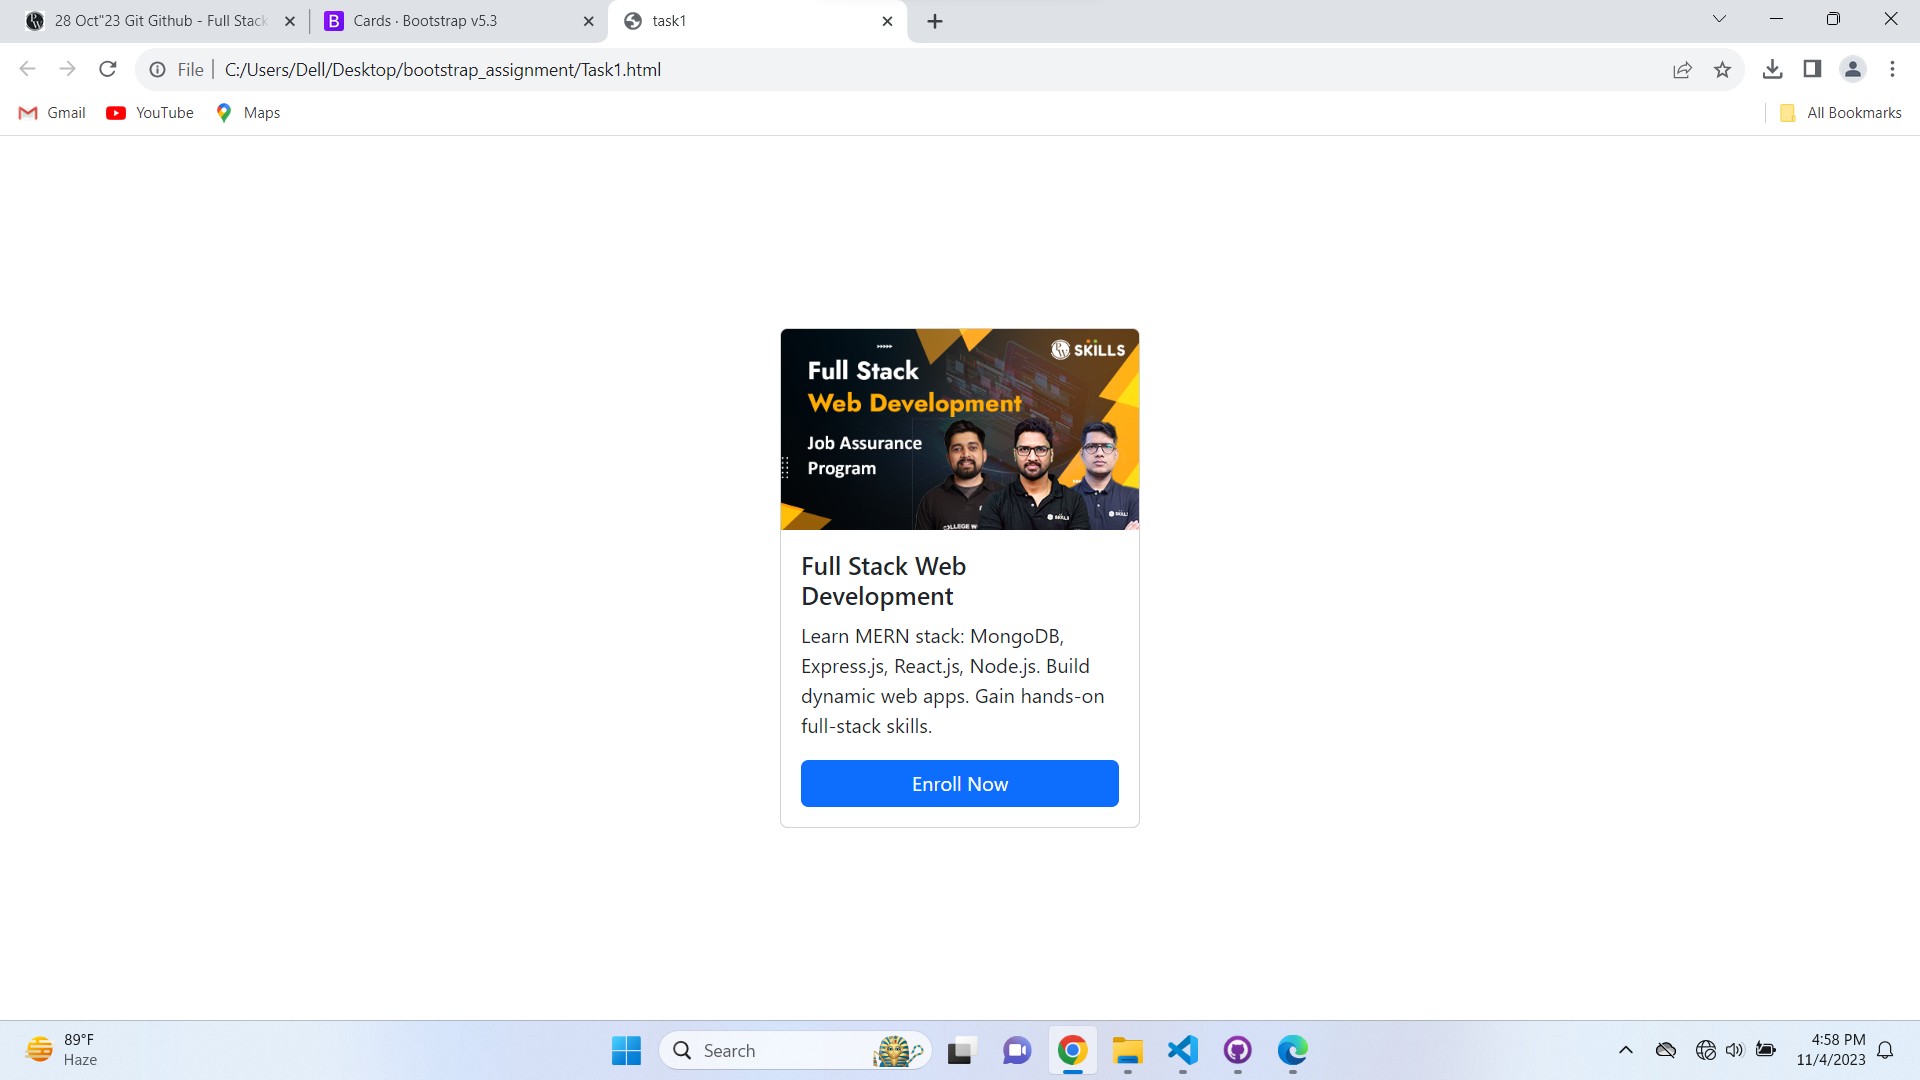 28 Oct"23 Git Github - Full Stack
Cards · Bootstrap v5.3
task1
File
C:/Users/Dell/Desktop/bootstrap_assignment/Task1.html
Gmail
YouTube
Maps
All Bookmarks
SKILLS
Full Stack
Web Development
Job Assurance
Program
COLLEGE W
SKILLS
SKILLS
Full Stack Web
Development
Learn MERN stack: MongoDB,
Express.js, React.js, Node.js. Build
dynamic web apps. Gain hands-on
full-stack skills.
Enroll Now
89°F
Haze
Search
4:58 PM
11/4/2023